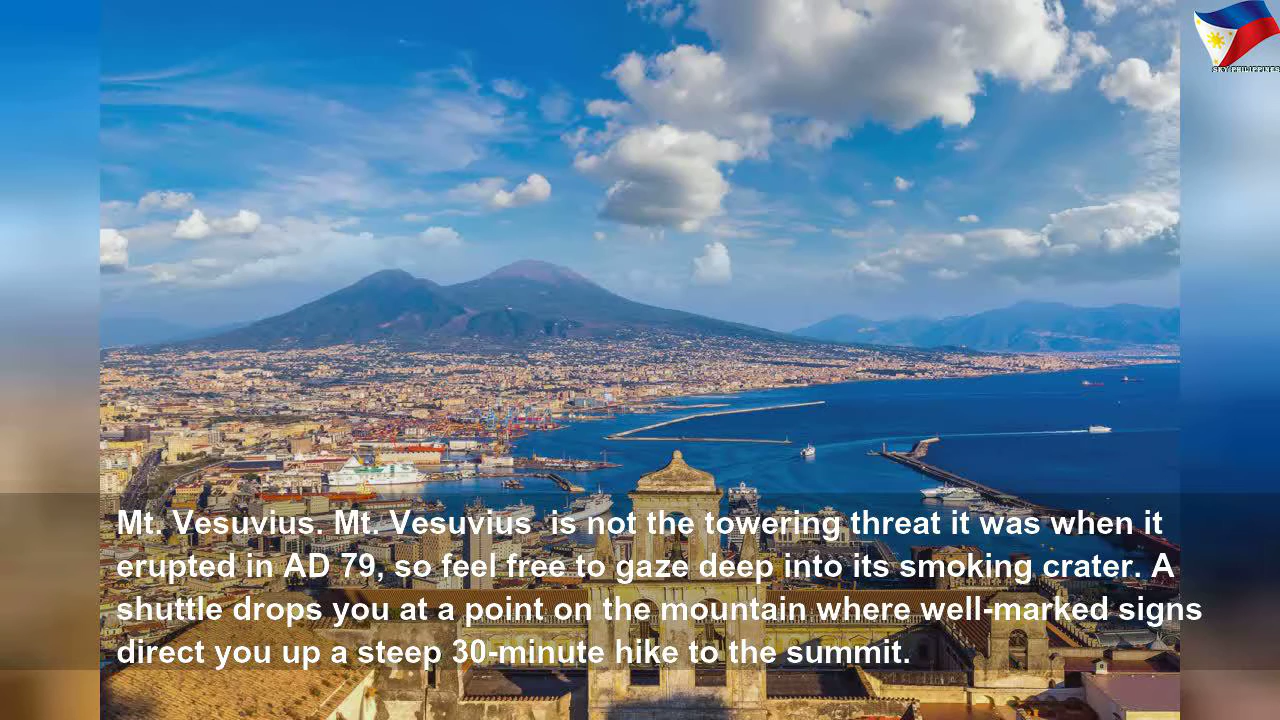 SKY PHILIPPINES
Mt. Vesuvius. Mt. Vesuvius  is not the towering threat it was when it
erupted in AD 79, so feel free to gaze deep into its smoking crater. A
shuttle drops you at a point on the mountain where well-marked signs
direct you up a steep 30-minute hike to the summit.